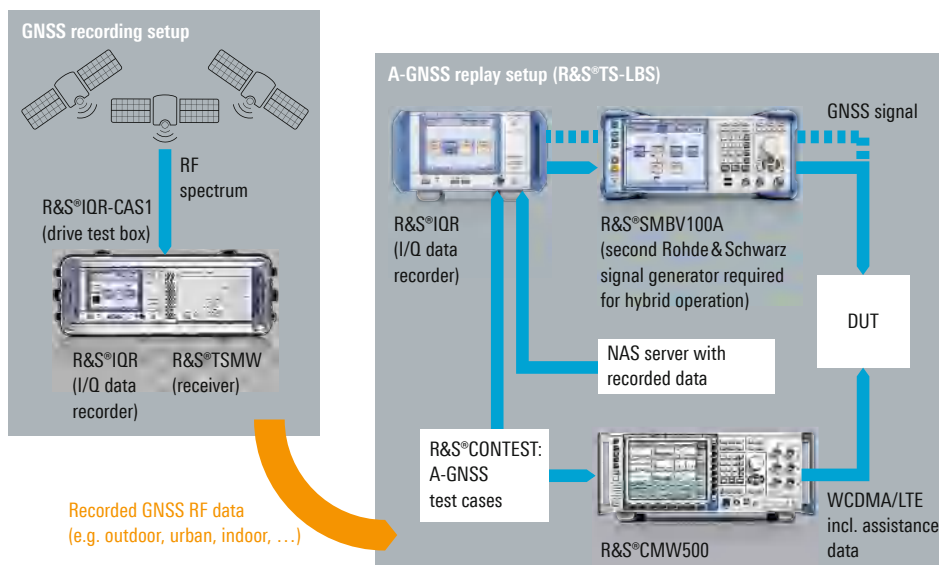 GNSS recording setup
RF
spectrum
R&S®IQR-CAS1
(drive test box)
R&S®IQR
(I/Q data
recorder)
R&S®TSMW
(receiver)
Recorded GNSS RF data
(e.g. outdoor, urban, indoor, …)
A-GNSS replay setup (R&S®TS-LBS)
GNSS signal
R&S®IQR
(I/Q data
recorder)
R&S®SMBV100A
(second Rohde & Schwarz
signal generator required
for hybrid operation)
DUT
NAS server with
recorded data
R&S®CONTEST:
A-GNSS
test cases
R&S®CMW500
WCDMA/LTE
incl. assistance
data